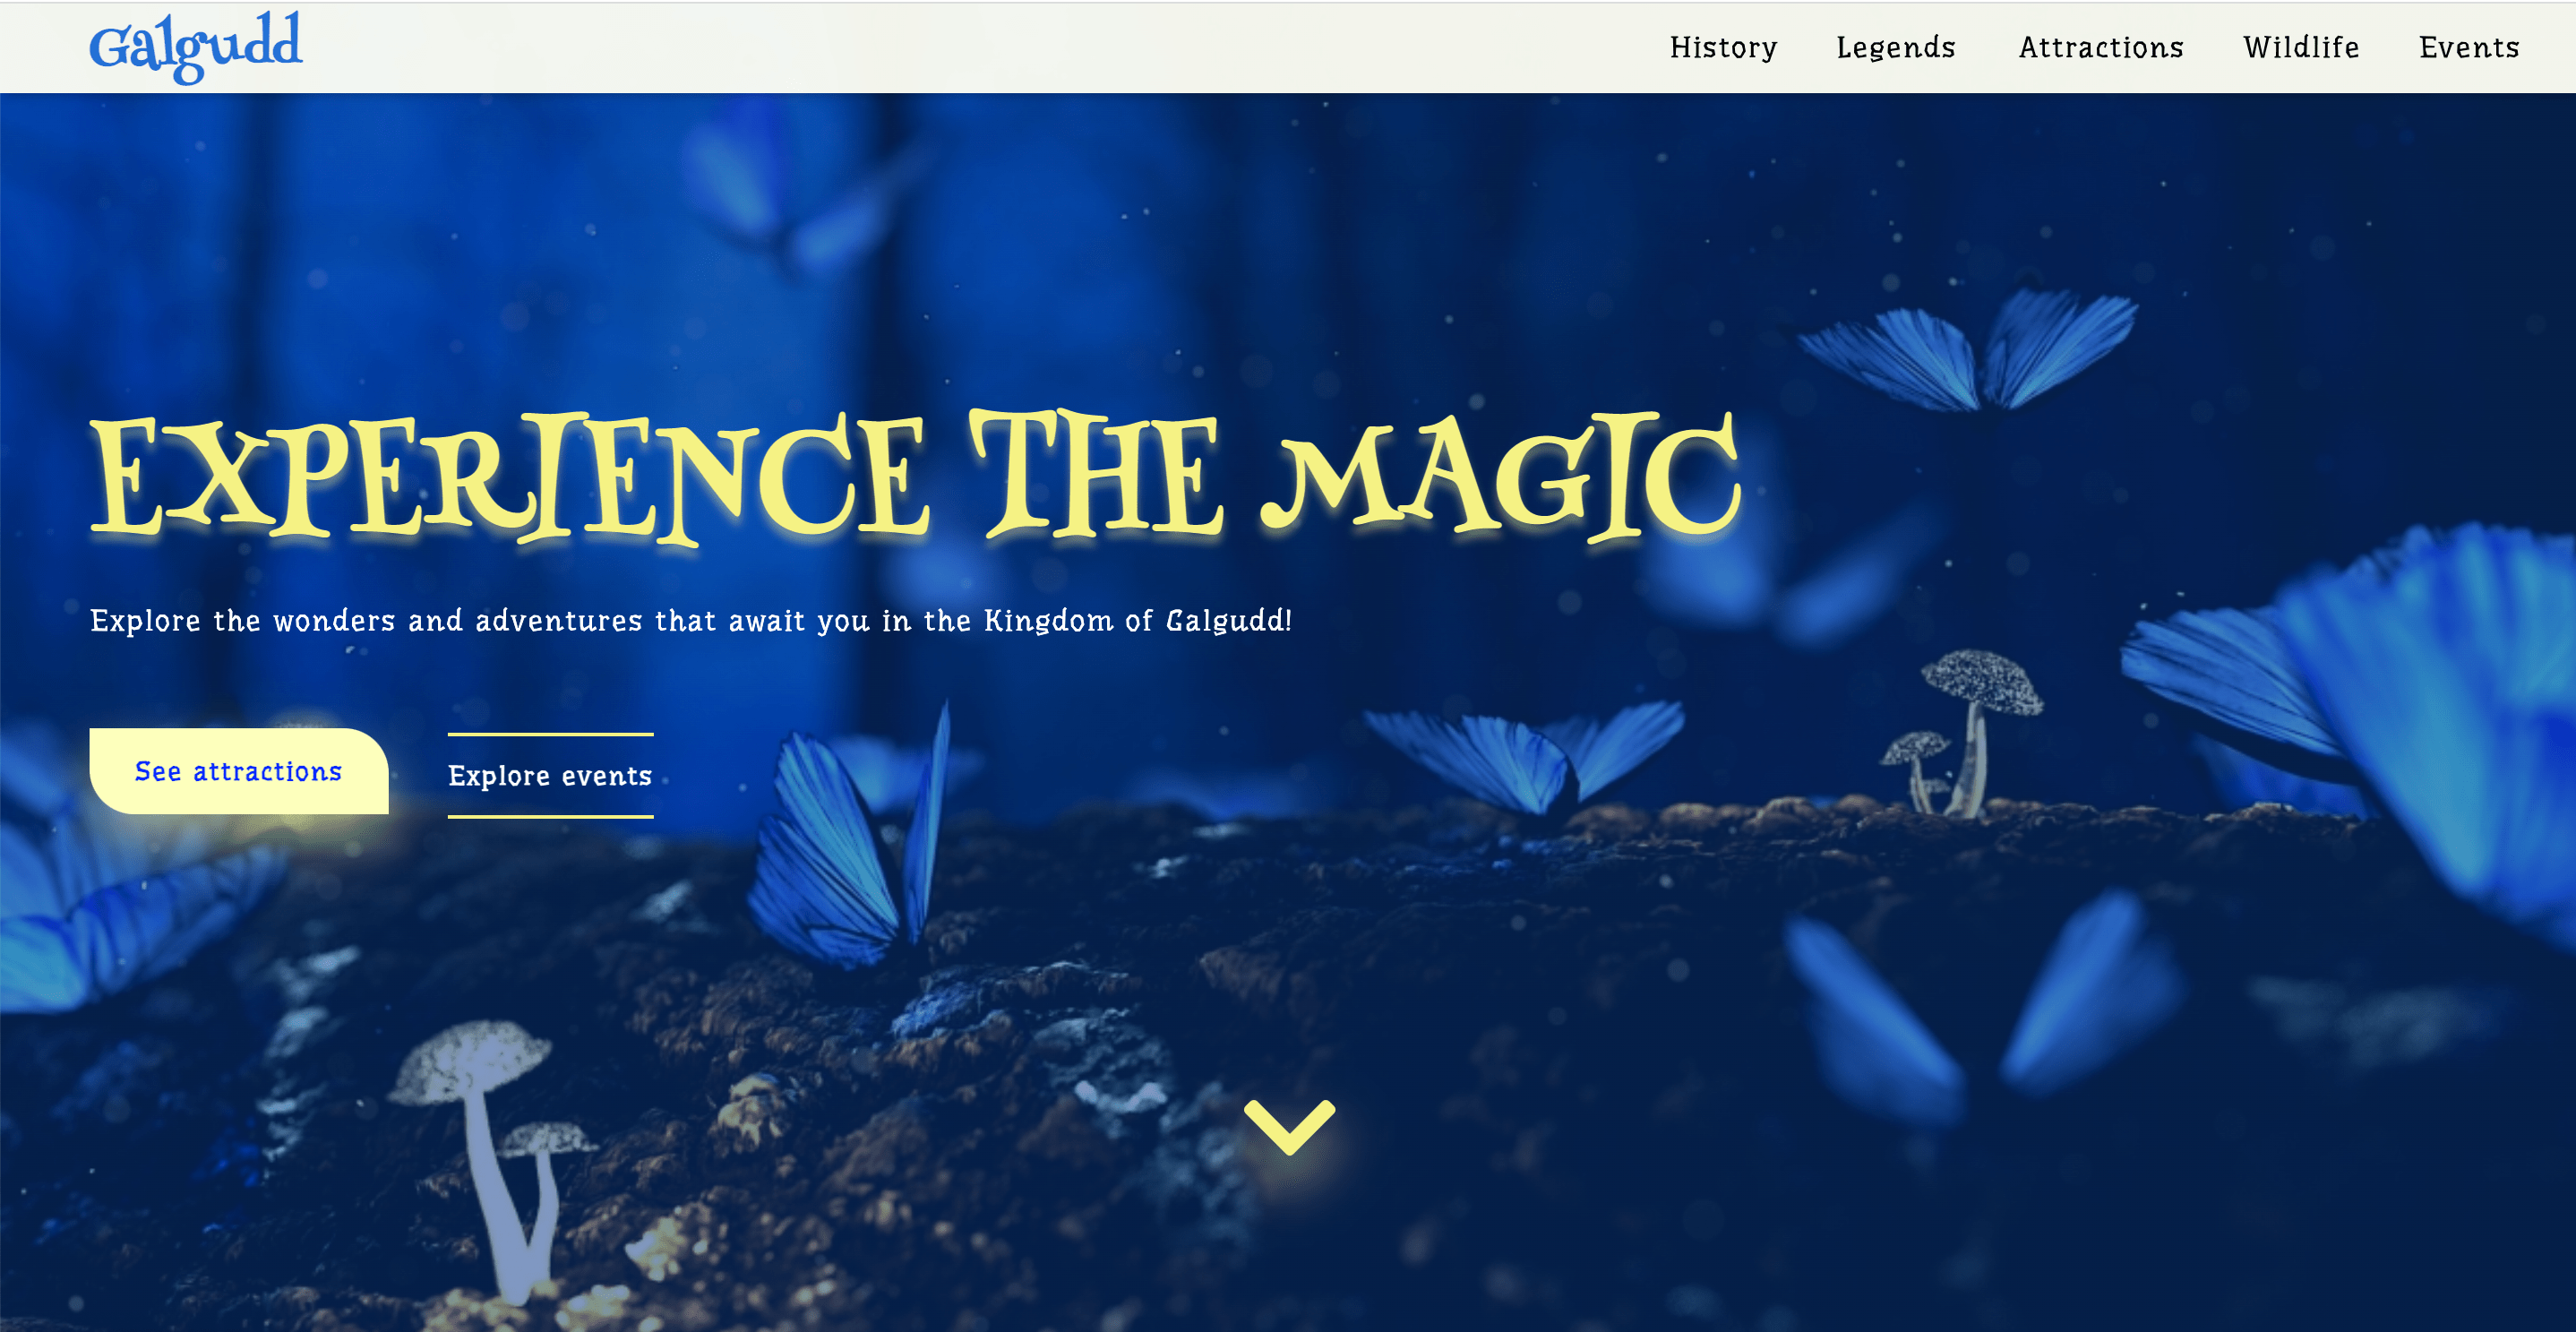 Galgudd
History Legends Attractions Wildlife Events
EXPERIENCE THE MAGIC
Explore the wonders and adventures that await you in the Kingdom of Galgudd!
See attractions Explore events